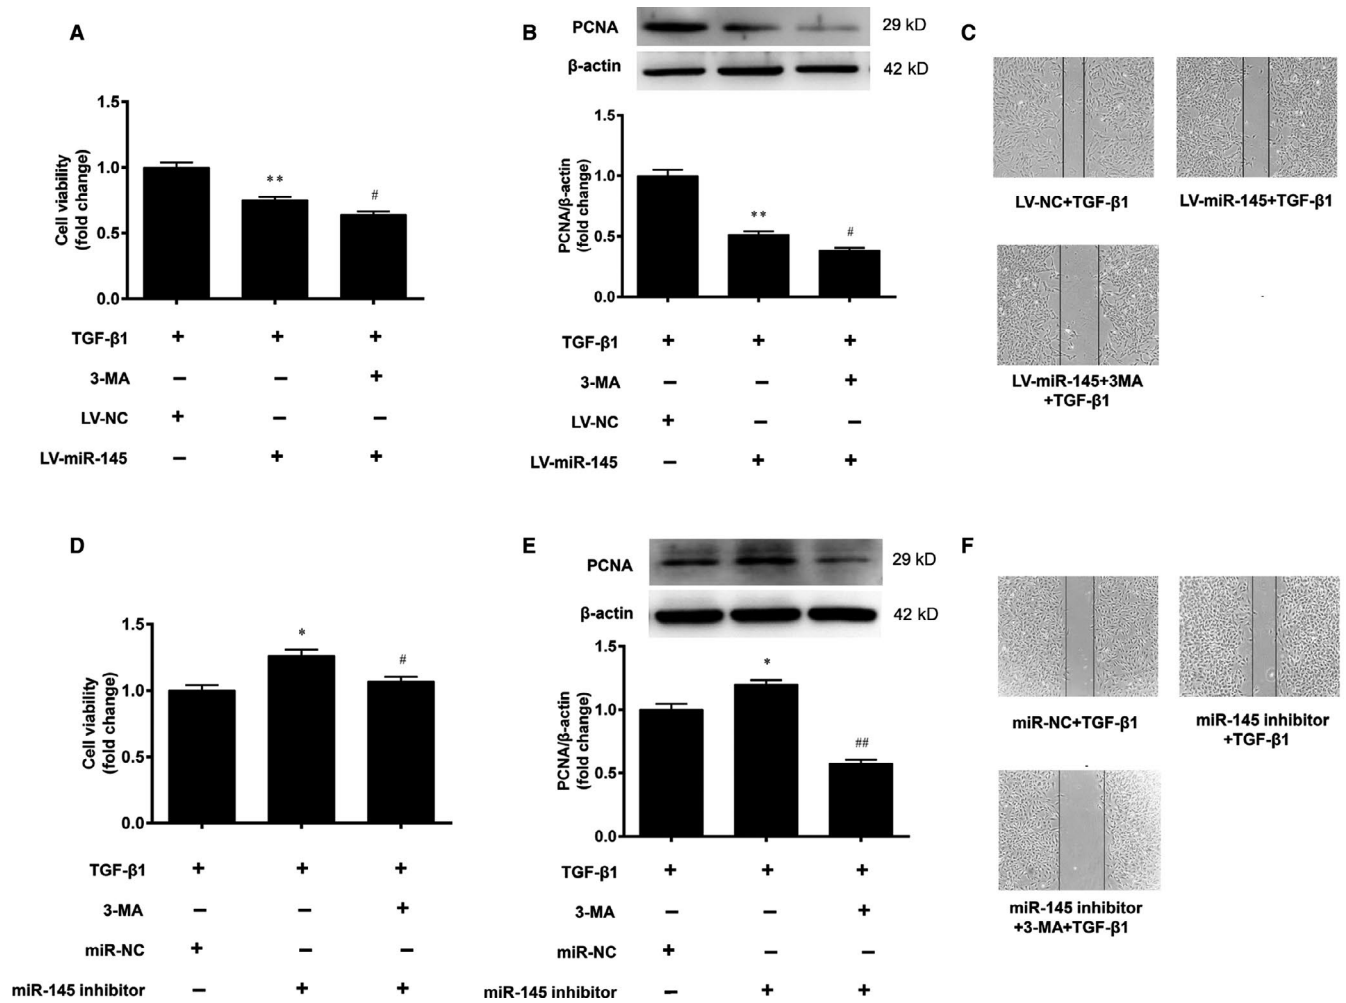 A
Cell viability
(fold change)
1.5
1.0
0.5
0.0
**
#
TGF-β1 + + +
3-MA – – +
LV-NC + – –
LV-miR-145 – + +
B
PCNA 29 kD
β-actin 42 kD
PCNA/β-actin
(fold change)
1.5
1.0
0.5
0.0
**
#
TGF-β1 + + +
3-MA – – +
LV-NC + – –
LV-miR-145 – + +
C
LV-NC+TGF-β1
LV-miR-145+TGF-β1
LV-miR-145+3MA
+TGF-β1
D
Cell viability
(fold change)
1.5
1.0
0.5
0.0
*
#
TGF-β1 + + +
3-MA – – +
miR-NC + – –
miR-145 inhibitor – + +
E
PCNA 29 kD
β-actin 42 kD
PCNA/β-actin
(fold change)
1.5
1.0
0.5
0.0
*
##
TGF-β1 + + +
3-MA – – +
miR-NC + – –
miR-145 inhibitor – + +
F
miR-NC+TGF-β1
miR-145 inhibitor
+TGF-β1
miR-145 inhibitor
+3-MA+TGF-β1